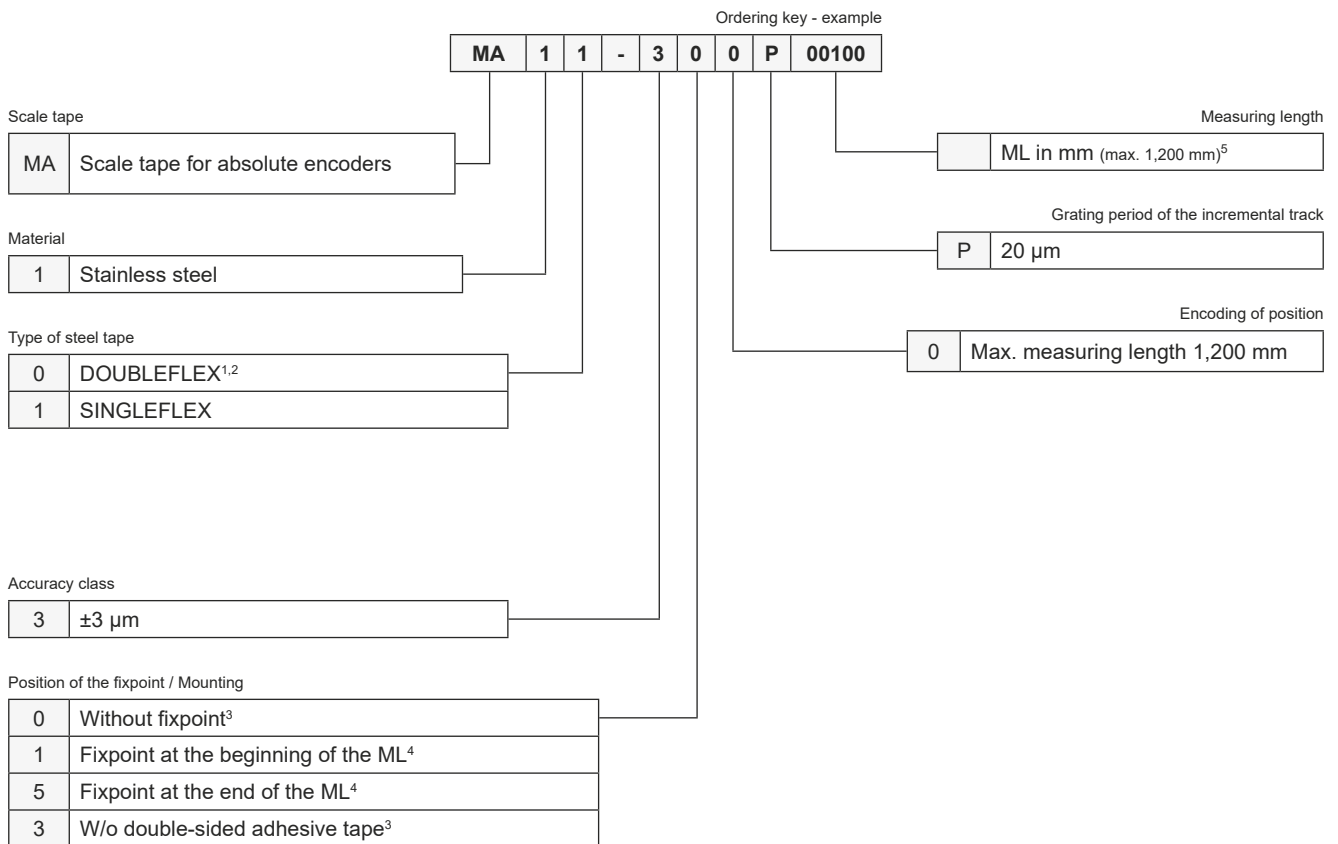 Ordering key - example
MA 1 1 - 3 0 0 P 00100
Scale tape
MA Scale tape for absolute encoders
Material
1 Stainless steel
Type of steel tape
0 DOUBLEFLEX1,2
1 SINGLEFLEX
Accuracy class
3 ±3 µm
Position of the fixpoint / Mounting
0 Without fixpoint3
1 Fixpoint at the beginning of the ML4
5 Fixpoint at the end of the ML4
3 W/o double-sided adhesive tape3
Measuring length
ML in mm (max. 1,200 mm)5
Grating period of the incremental track
P 20 µm
Encoding of position
0 Max. measuring length 1,200 mm